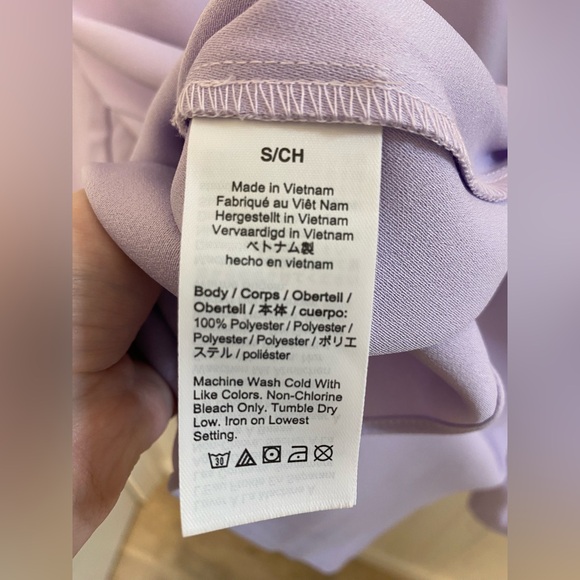 S/CH
Made in Vietnam
Fabriqué au Viêt Nam
Hergestellt in Vietnam
Vervaardigd in Vietnam
ベトナム製
hecho en vietnam
Body / Corps / Obertell /
Obertell / 本体 / cuerpo:
100% Polyester / Polyester /
Polyester / Polyester / ポリエ
ステル / poliéster
Machine Wash Cold With
Like Colors. Non-Chlorine
Bleach Only. Tumble Dry
Low. Iron on Lowest
Setting.
30